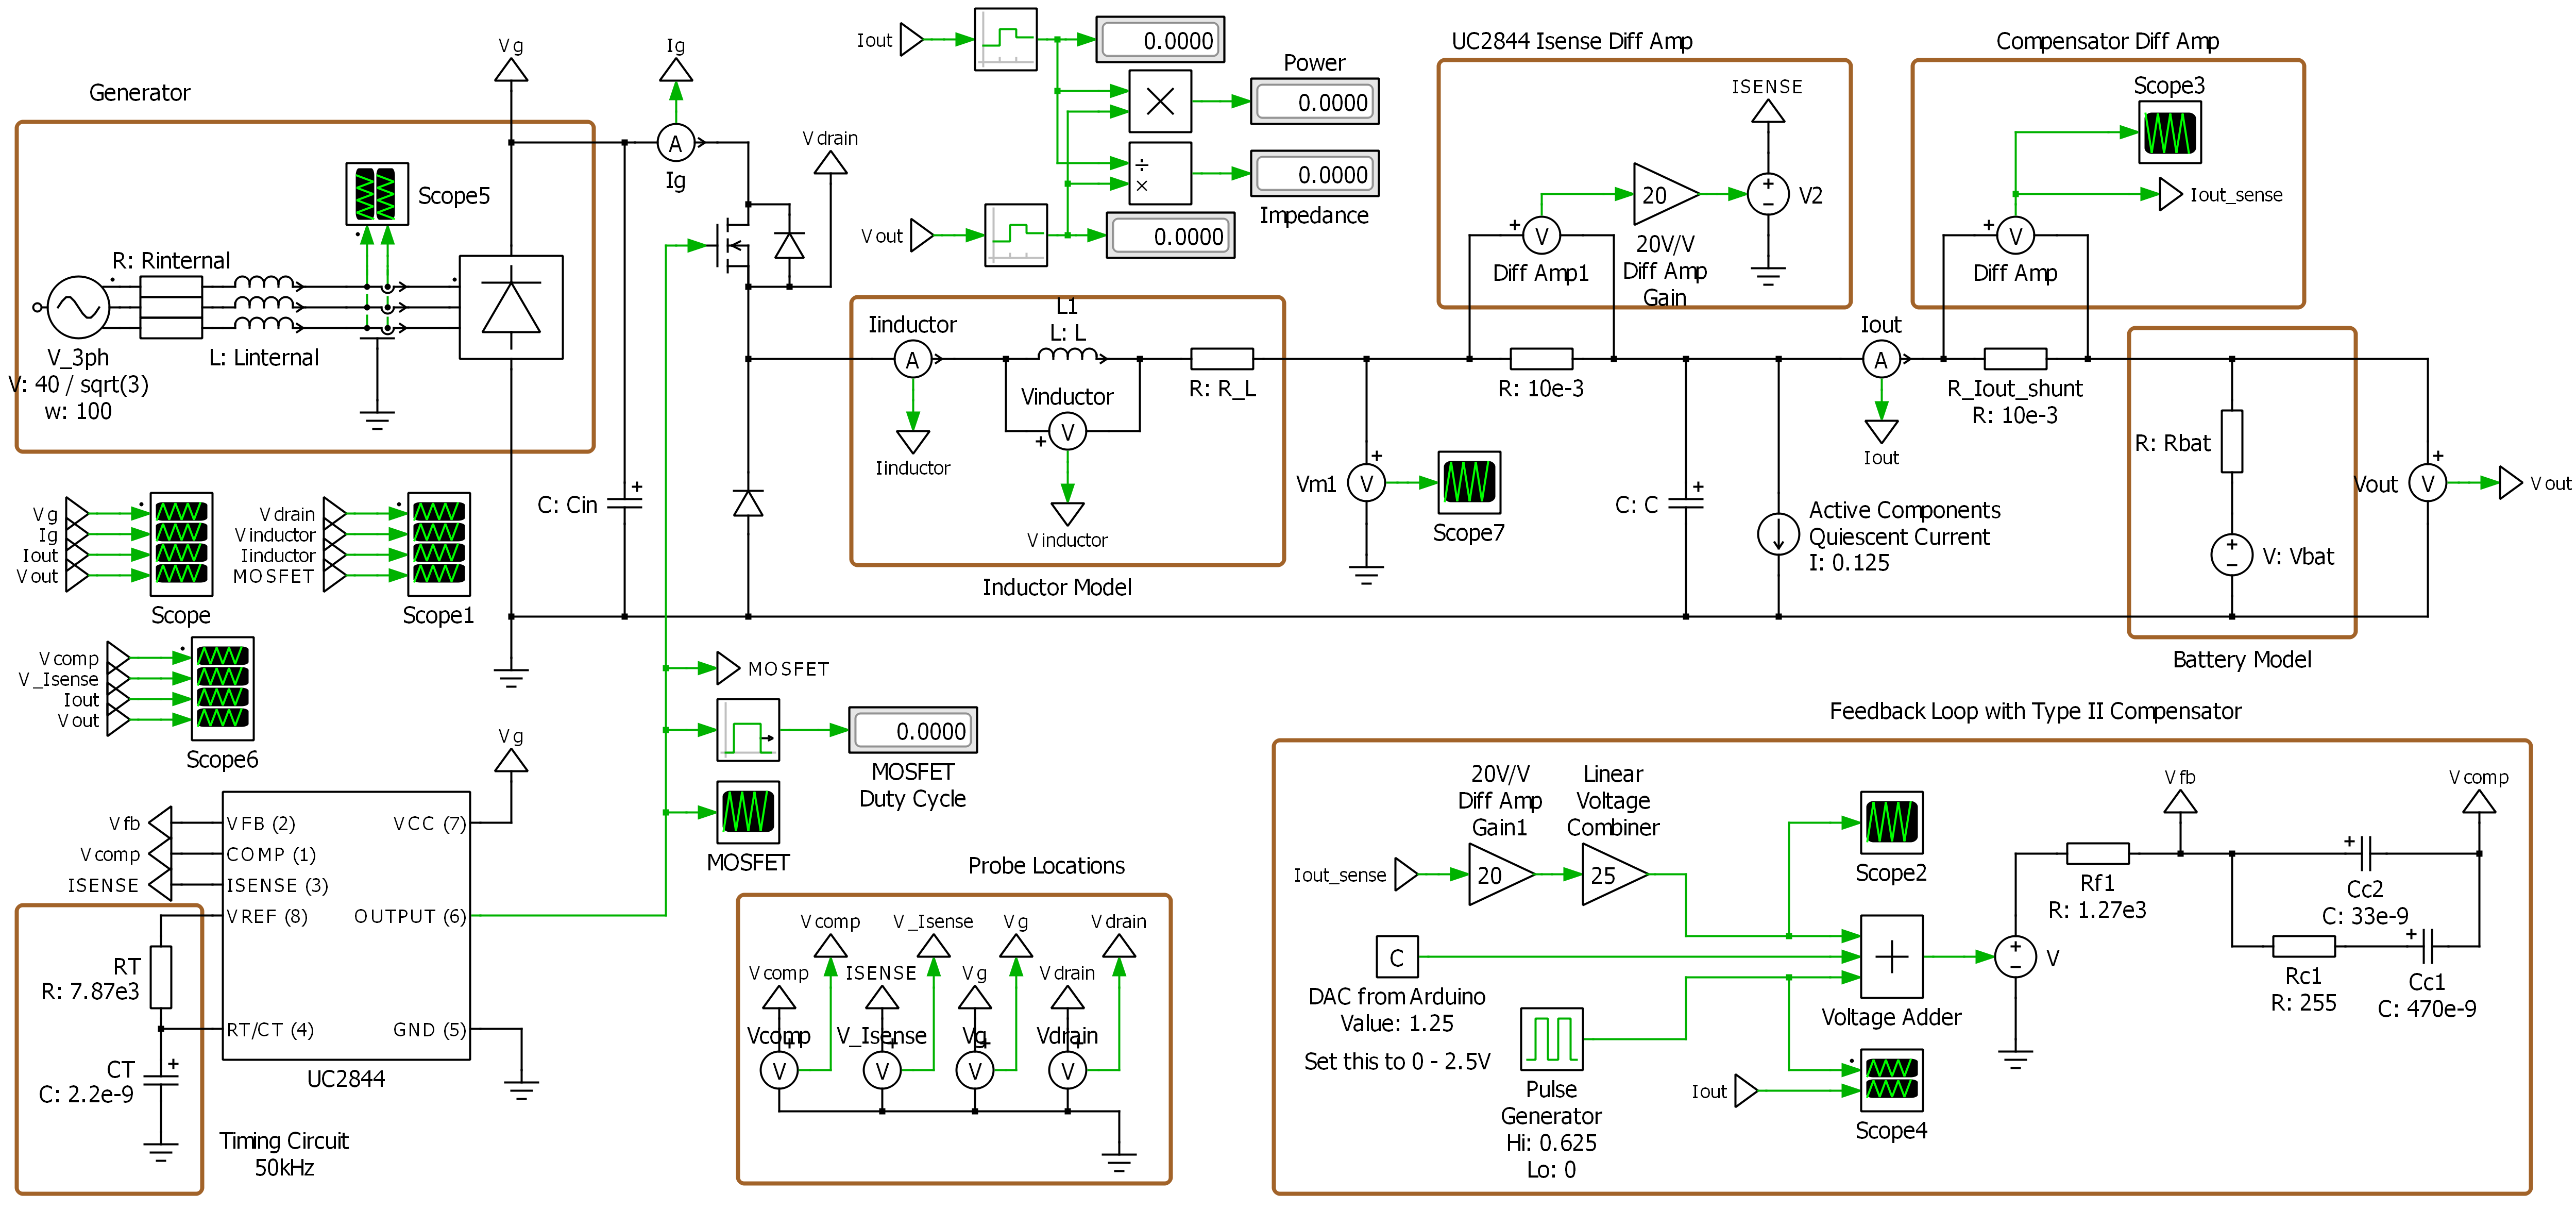 Generator
Vg
Ig
A
Ig
Scope5
R: Rinternal
L: Linternal
V_3ph
V: 40 / sqrt(3)
w: 100
C: Cin
Vdrain
Iout
0.0000
Power
0.0000
÷
×
0.0000
Impedance
Vout
0.0000
UC2844 Isense Diff Amp
ISENSE
20
V2
V
Diff Amp1
20V/V
Diff Amp
Gain
Compensator Diff Amp
Scope3
Iout_sense
V
Diff Amp
Iinductor
A
Iinductor
L1
L: L
Vinductor
V
Vinductor
R: R_L
Inductor Model
Vm1
V
Scope7
R: 10e-3
C: C
Active Components
Quiescent Current
I: 0.125
Iout
A
Iout
R_Iout_shunt
R: 10e-3
R: Rbat
V: Vbat
Vout
V
Vout
Battery Model
Vg
Ig
Iout
Vout
Scope
Vdrain
Vinductor
Iinductor
MOSFET
Scope1
Vcomp
V_Isense
Iout
Vout
Scope6
Vg
Vfb
Vcomp
ISENSE
VFB (2)
COMP (1)
ISENSE (3)
VREF (8)
RT/CT (4)
VCC (7)
OUTPUT (6)
GND (5)
UC2844
RT
R: 7.87e3
CT
C: 2.2e-9
Timing Circuit
50kHz
MOSFET
0.0000
MOSFET
Duty Cycle
MOSFET
Probe Locations
Vcomp
V_Isense
Vg
Vdrain
Vcomp
ISENSE
Vg
Vdrain
Vcomp
V_Isense
Vg
Vdrain
V
V
V
V
Feedback Loop with Type II Compensator
20V/V
Diff Amp
Gain1
Linear
Voltage
Combiner
Iout_sense
20
25
Scope2
C
DAC from Arduino
Value: 1.25
Set this to 0 - 2.5V
Pulse
Generator
Hi: 0.625
Lo: 0
Voltage Adder
Iout
Scope4
V
Rf1
R: 1.27e3
Vfb
Vcomp
Cc2
C: 33e-9
Rc1
R: 255
Cc1
C: 470e-9